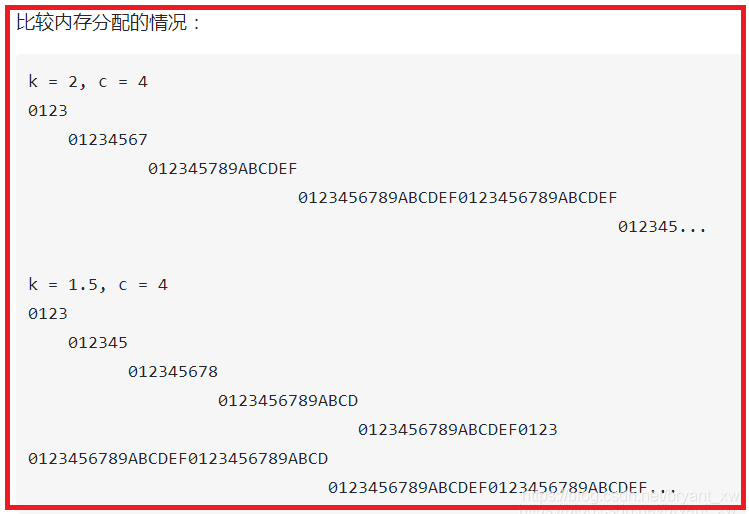 比较内存分配的情况：
k = 2, c = 4
0123
01234567
012345789ABCDEF
0123456789ABCDEF0123456789ABCDEF
012345...
k = 1.5, c = 4
0123
012345
012345678
0123456789ABCD
0123456789ABCDEF0123
0123456789ABCDEF0123456789ABCD
0123456789ABCDEF0123456789ABCDEF...
https://blog.csdn.net/bryant_xw